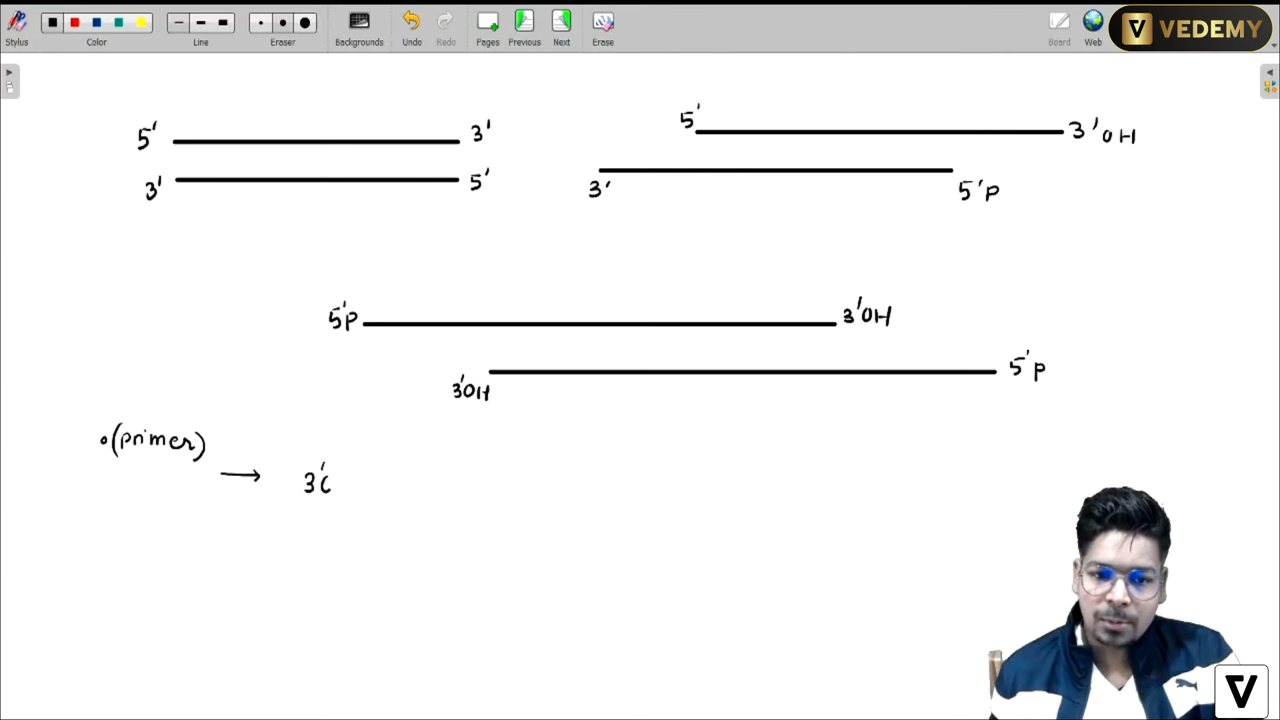 Stylus Color Line Eraser Backgrounds Undo Redo Pages Previous Next Erase Board Web
VEDEMY
5' 3'
3' 5'
5' 3'OH
3' 5'P
5'P 3'OH
3'OH 5'P
•(primer)
→ 3'